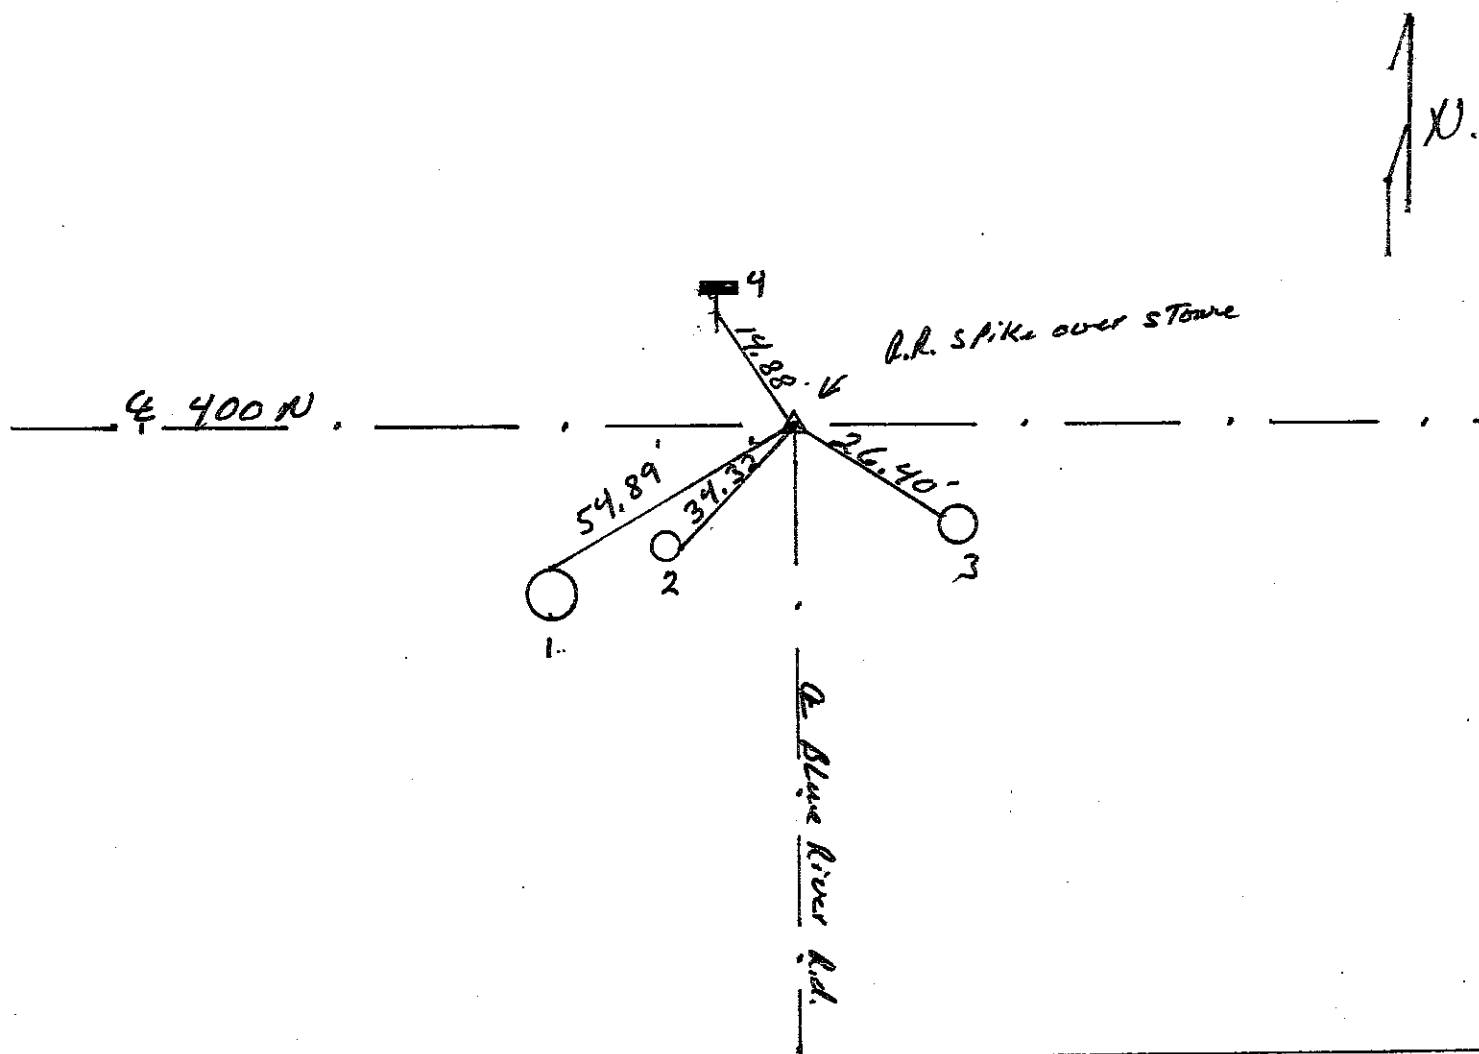 N.
4
14.88
R.R. spike over stone
℄ 400 N
54.89'
34.32'
26.40'
1
2
3
℄ Blue River Rd.